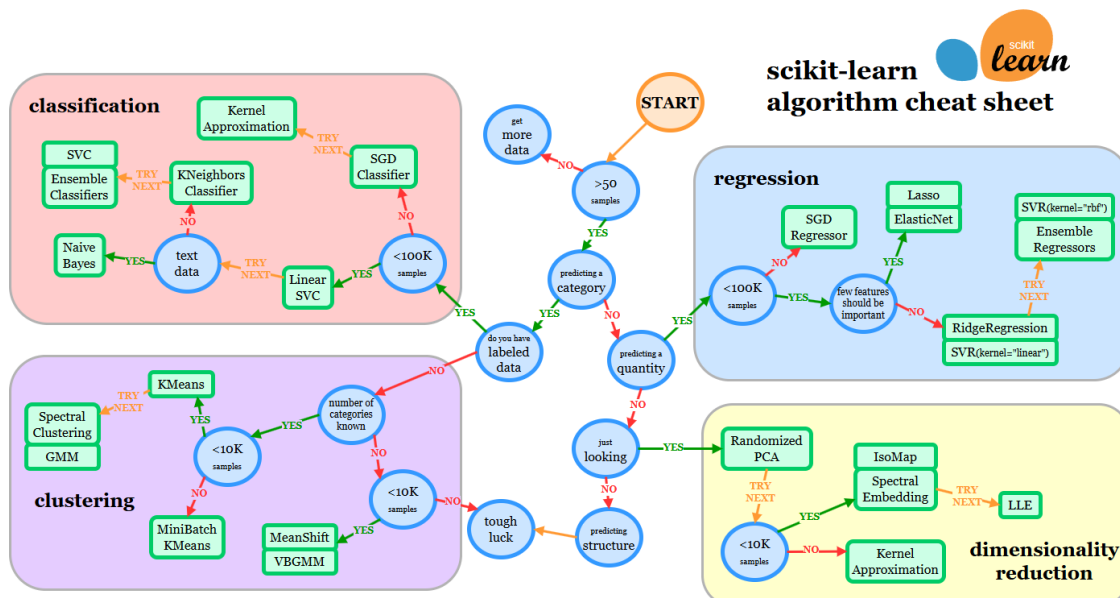 scikit-learn
algorithm cheat sheet
scikit
learn
START
get
more
data
NO
>50
samples
YES
predicting a
category
YES
NO
do you have
labeled
data
YES
NO
predicting a
quantity
YES
NO
just
looking
YES
NO
predicting
structure
tough
luck
classification
Kernel
Approximation
TRY
NEXT
SGD
Classifier
NO
<100K
samples
YES
Linear
SVC
TRY
NEXT
text
data
YES
Naive
Bayes
NO
KNeighbors
Classifier
TRY
NEXT
SVC
Ensemble
Classifiers
regression
<100K
samples
NO
SGD
Regressor
YES
few features
should be
important
YES
Lasso
ElasticNet
NO
RidgeRegression
SVR(kernel="linear")
TRY
NEXT
SVR(kernel="rbf")
Ensemble
Regressors
clustering
number of
categories
known
YES
<10K
samples
YES
KMeans
TRY
NEXT
Spectral
Clustering
GMM
NO
MiniBatch
KMeans
NO
<10K
samples
YES
MeanShift
VBGMM
NO
dimensionality
reduction
Randomized
PCA
TRY
NEXT
<10K
samples
YES
IsoMap
Spectral
Embedding
TRY
NEXT
LLE
NO
Kernel
Approximation